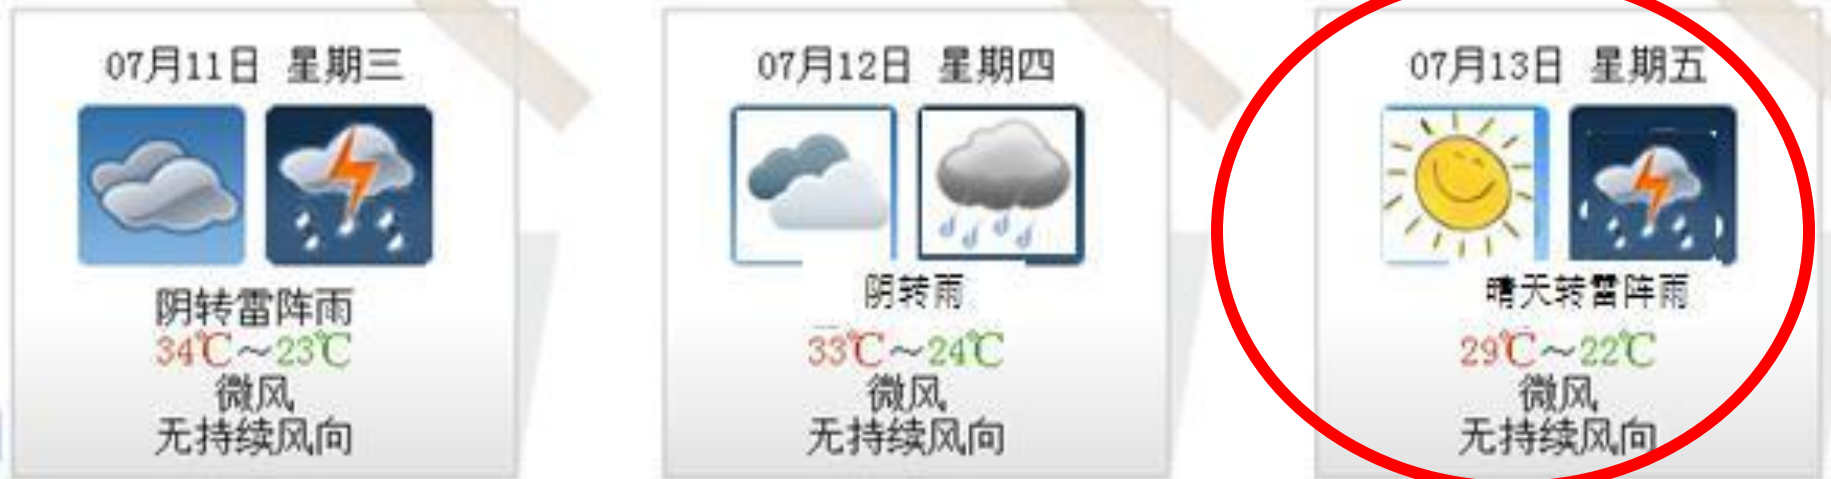 07月11日 星期三
阴转雷阵雨
34℃～23℃
微风
无持续风向
07月12日 星期四
阴转雨
33℃～24℃
微风
无持续风向
07月13日 星期五
晴天转雷阵雨
29℃～22℃
微风
无持续风向